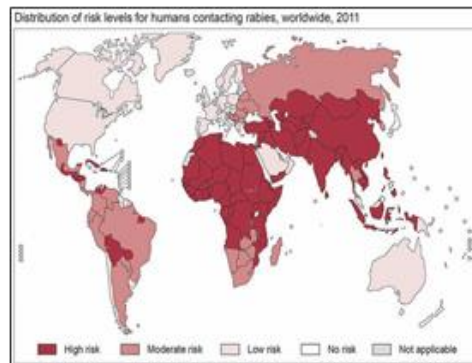 Distribution of risk levels for humans contacting rabies, worldwide, 2011
High risk
Moderate risk
Low risk
No risk
Not applicable